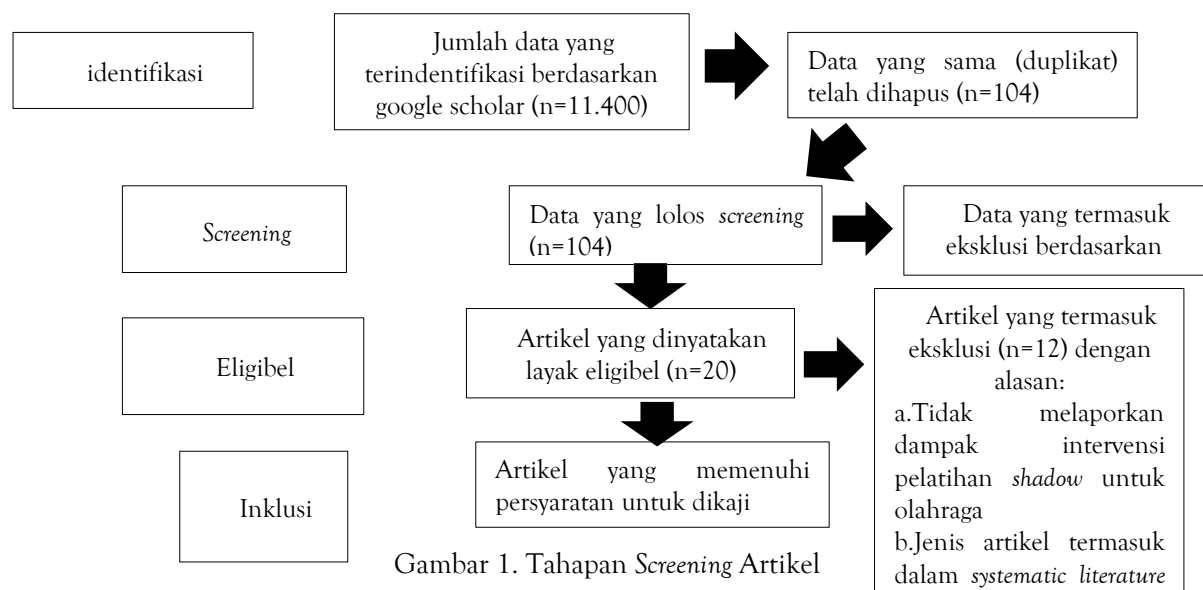 identifikasi
Jumlah data yang
terindentifikasi berdasarkan
google scholar (n=11.400)
Data yang sama (duplikat)
telah dihapus (n=104)
Screening
Data yang lolos screening
(n=104)
Data yang termasuk
eksklusi berdasarkan
Eligibel
Artikel yang dinyatakan
layak eligibel (n=20)
Artikel yang termasuk
eksklusi (n=12) dengan
alasan:
a.Tidak melaporkan
dampak intervensi
pelatihan shadow untuk
olahraga
b.Jenis artikel termasuk
dalam systematic literature
Inklusi
Artikel yang memenuhi
persyaratan untuk dikaji
Gambar 1. Tahapan Screening Artikel